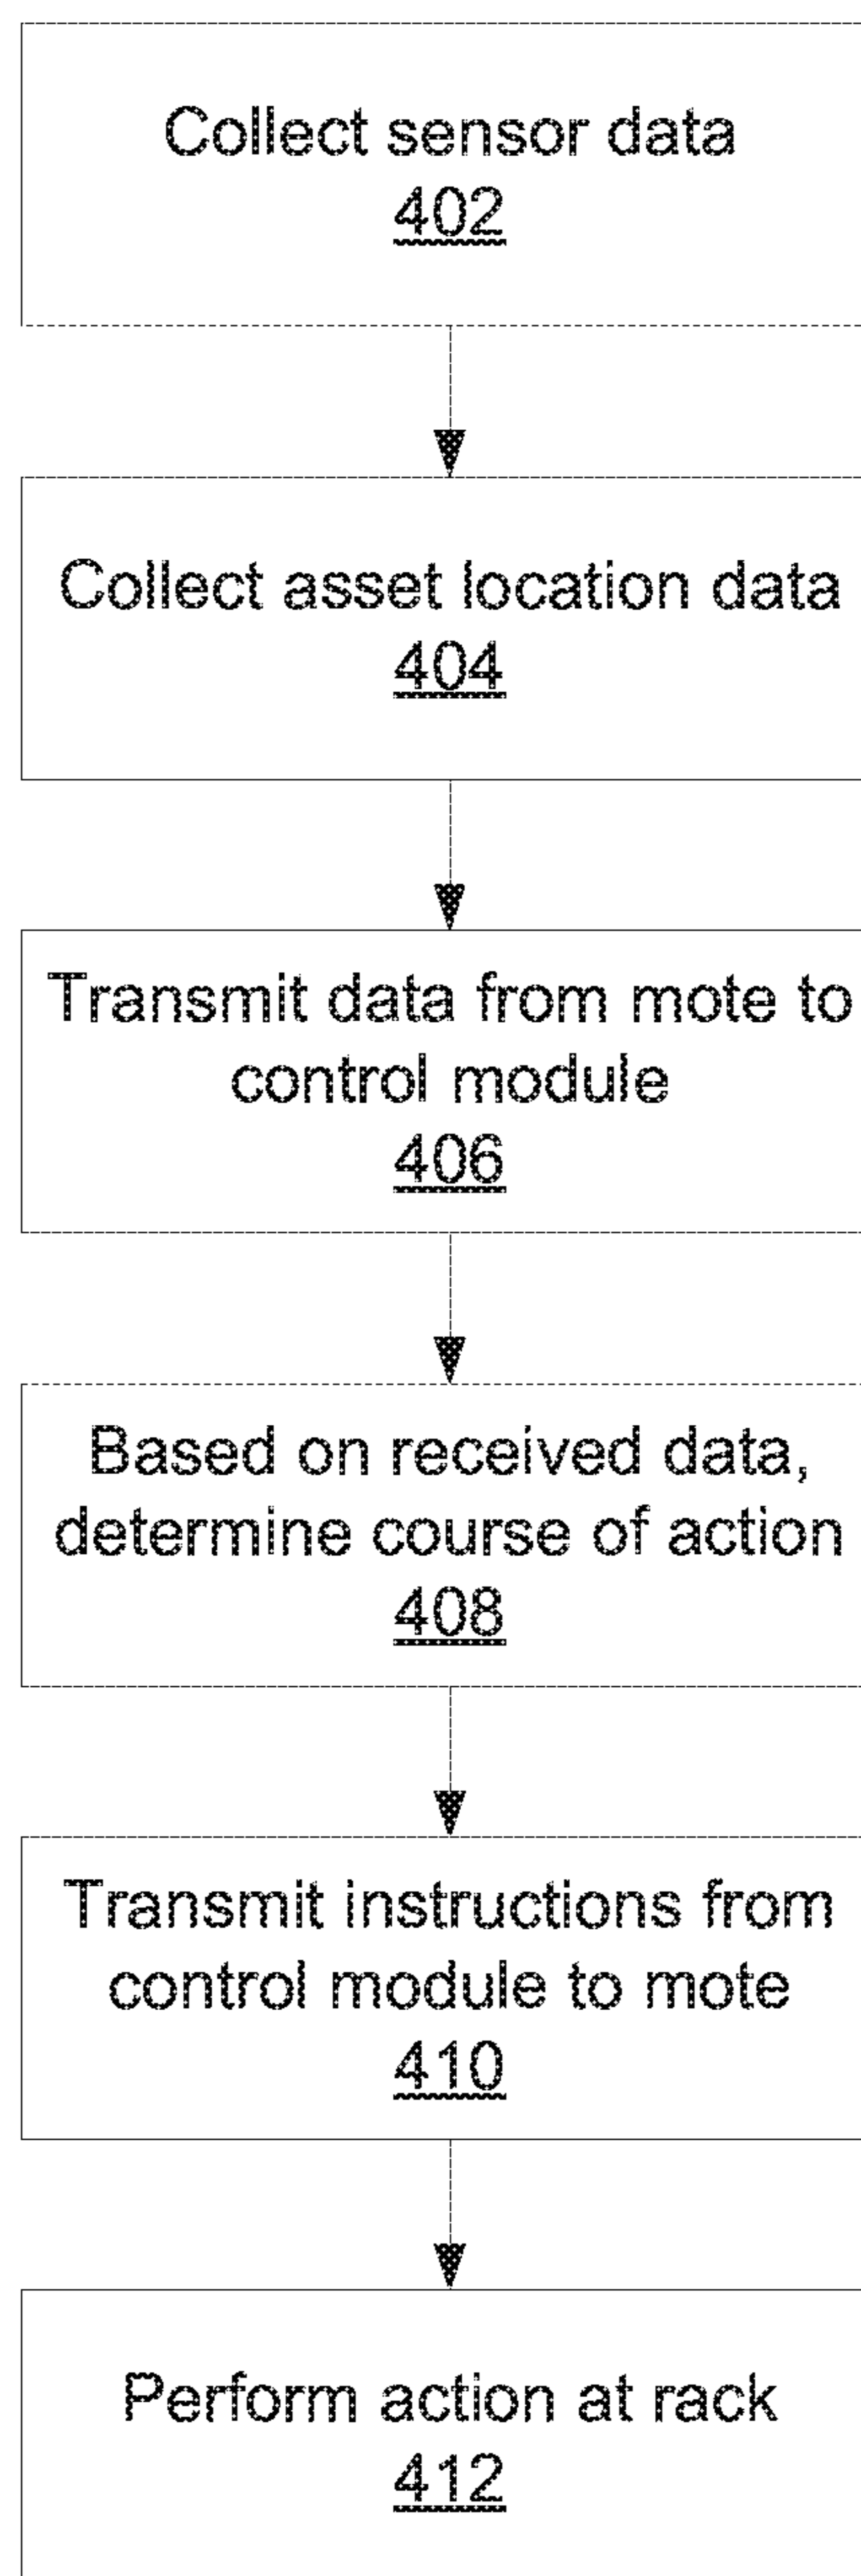 Collect sensor data
402
Collect asset location data
404
Transmit data from mote to
control module
406
Based on received data,
determine course of action
408
Transmit instructions from
control module to mote
410
Perform action at rack
412